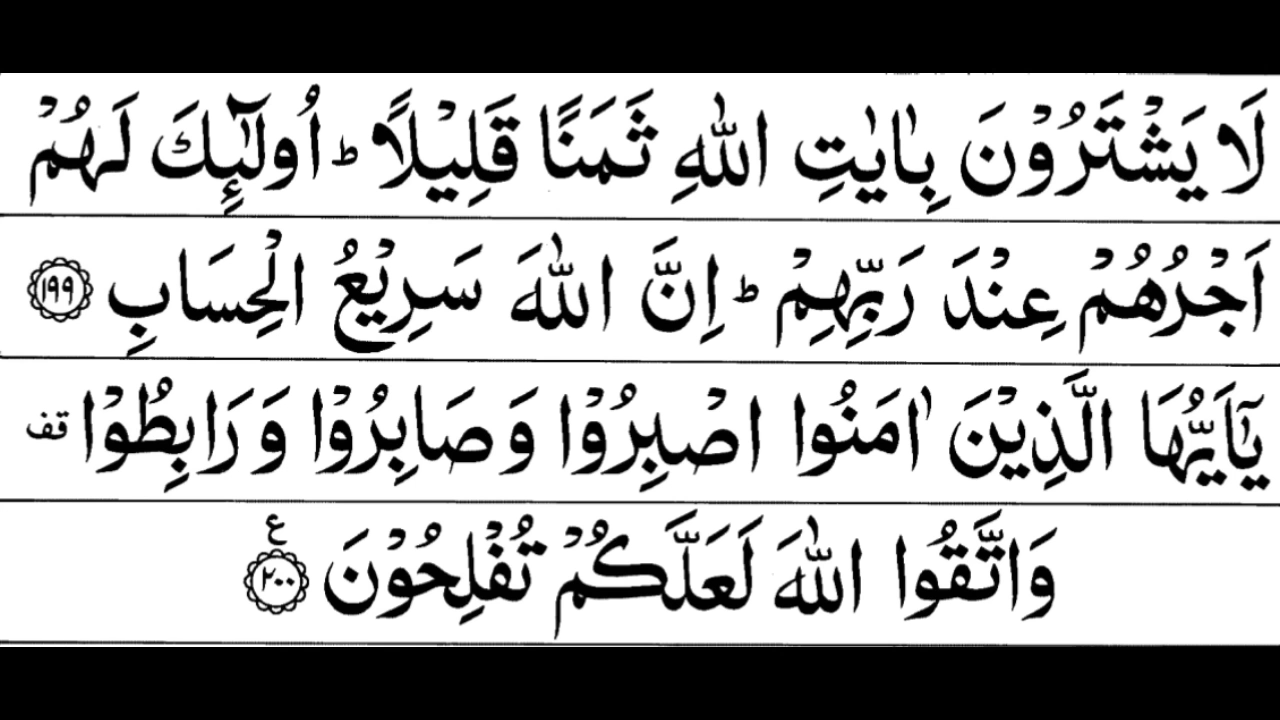 لَا يَشْتَرُوْنَ بِاٰيٰتِ اللّٰهِ ثَمَنًا قَلِيْلًا ؕ اُولٰٓئِكَ لَهُمْ
اَجْرُهُمْ عِنْدَ رَبِّهِمْ ؕ اِنَّ اللّٰهَ سَرِيْعُ الْحِسَابِ ۝۱۹۹
يٰۤاَيُّهَا الَّذِيْنَ اٰمَنُوا اصْبِرُوْا وَصَابِرُوْا وَرَابِطُوْا قف
وَاتَّقُوا اللّٰهَ لَعَلَّكُمْ تُفْلِحُوْنَ ۝۲۰۰ ع